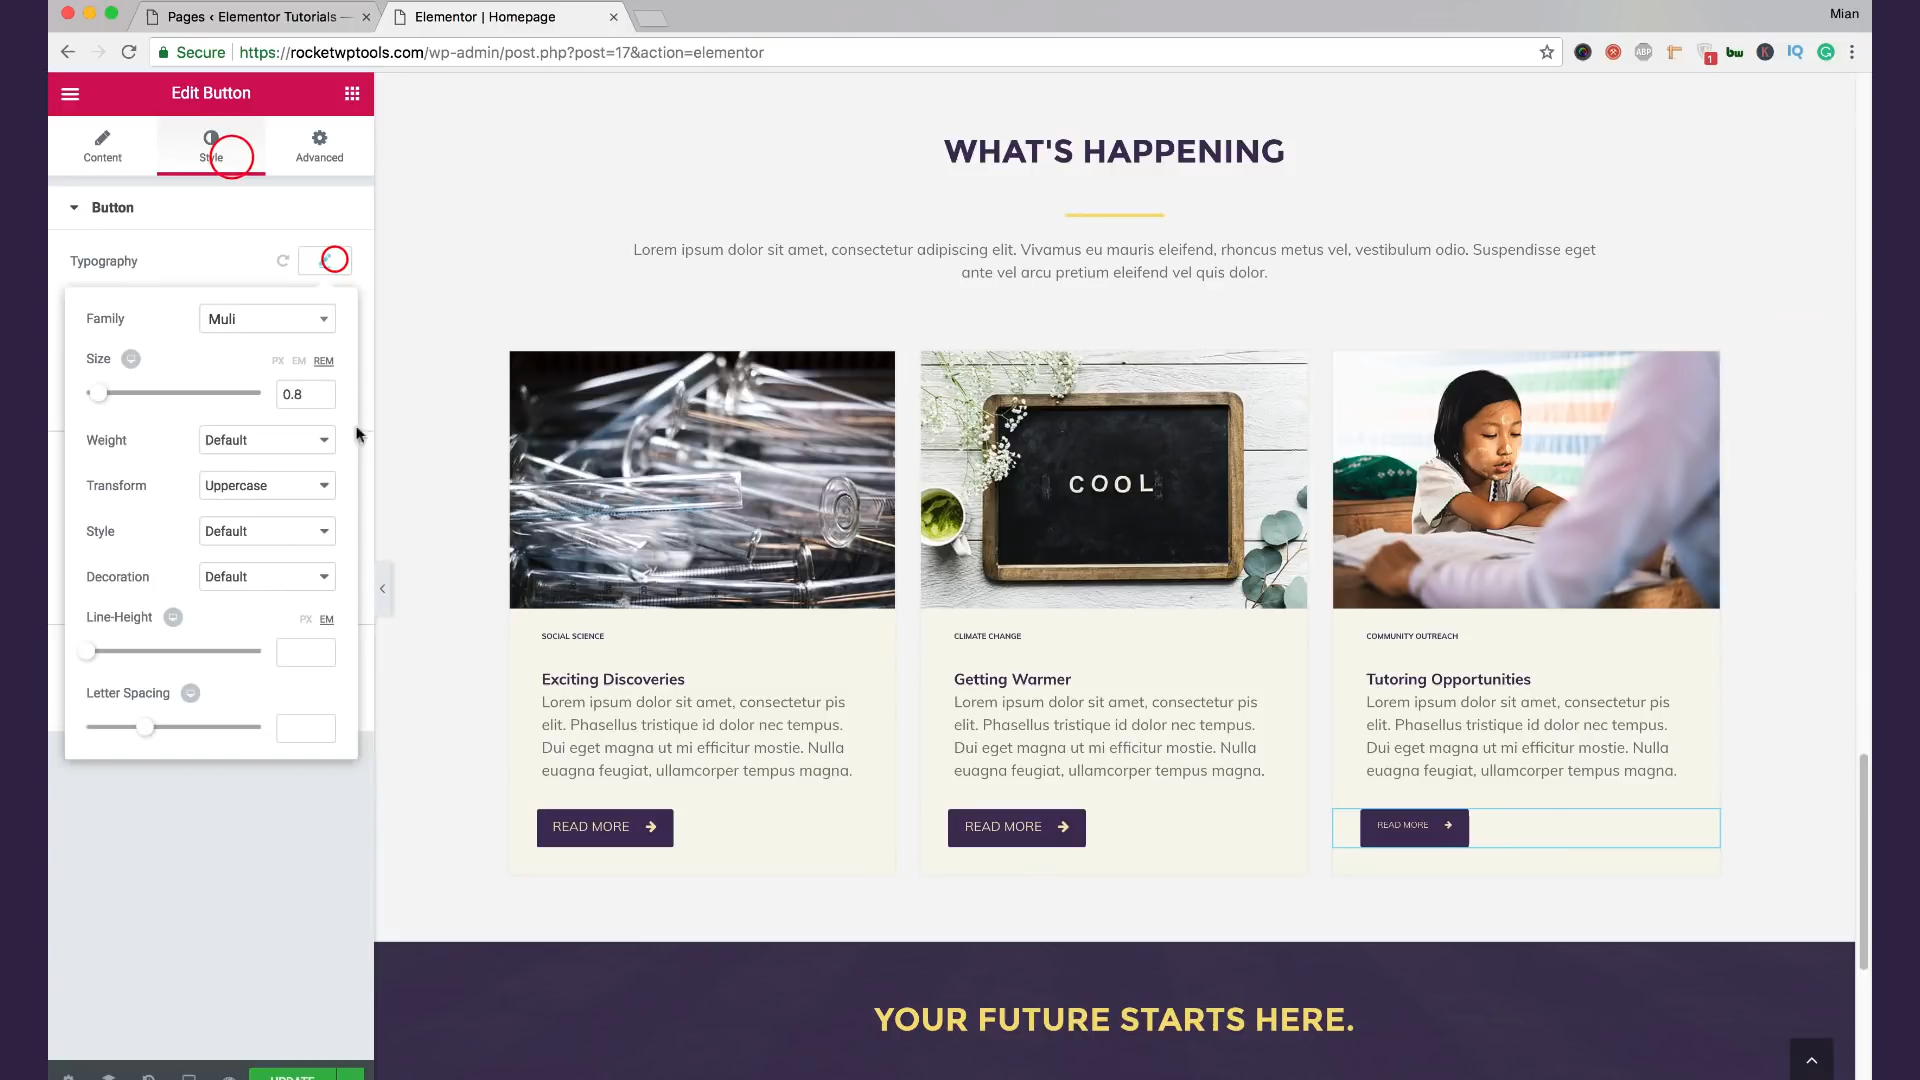 Pages ‹ Elementor Tutorials —
Elementor | Homepage
Mian
Secure
https://rocketwptools.com/wp-admin/post.php?post=17&action=elementor
ABP
1
bw
K
IQ
G
Edit Button
Content
Style
Advanced
Button
Typography
Family
Muli
Size
PX EM REM
0.8
Weight
Default
Transform
Uppercase
Style
Default
Decoration
Default
Line-Height
PX EM
Letter Spacing
UPDATE
WHAT'S HAPPENING
Lorem ipsum dolor sit amet, consectetur adipiscing elit. Vivamus eu mauris eleifend, rhoncus metus vel, vestibulum odio. Suspendisse eget
ante vel arcu pretium eleifend vel quis dolor.
COOL
SOCIAL SCIENCE
Exciting Discoveries
Lorem ipsum dolor sit amet, consectetur pis
elit. Phasellus tristique id dolor nec tempus.
Dui eget magna ut mi efficitur mostie. Nulla
euagna feugiat, ullamcorper tempus magna.
READ MORE
CLIMATE CHANGE
Getting Warmer
Lorem ipsum dolor sit amet, consectetur pis
elit. Phasellus tristique id dolor nec tempus.
Dui eget magna ut mi efficitur mostie. Nulla
euagna feugiat, ullamcorper tempus magna.
READ MORE
COMMUNITY OUTREACH
Tutoring Opportunities
Lorem ipsum dolor sit amet, consectetur pis
elit. Phasellus tristique id dolor nec tempus.
Dui eget magna ut mi efficitur mostie. Nulla
euagna feugiat, ullamcorper tempus magna.
READ MORE
YOUR FUTURE STARTS HERE.